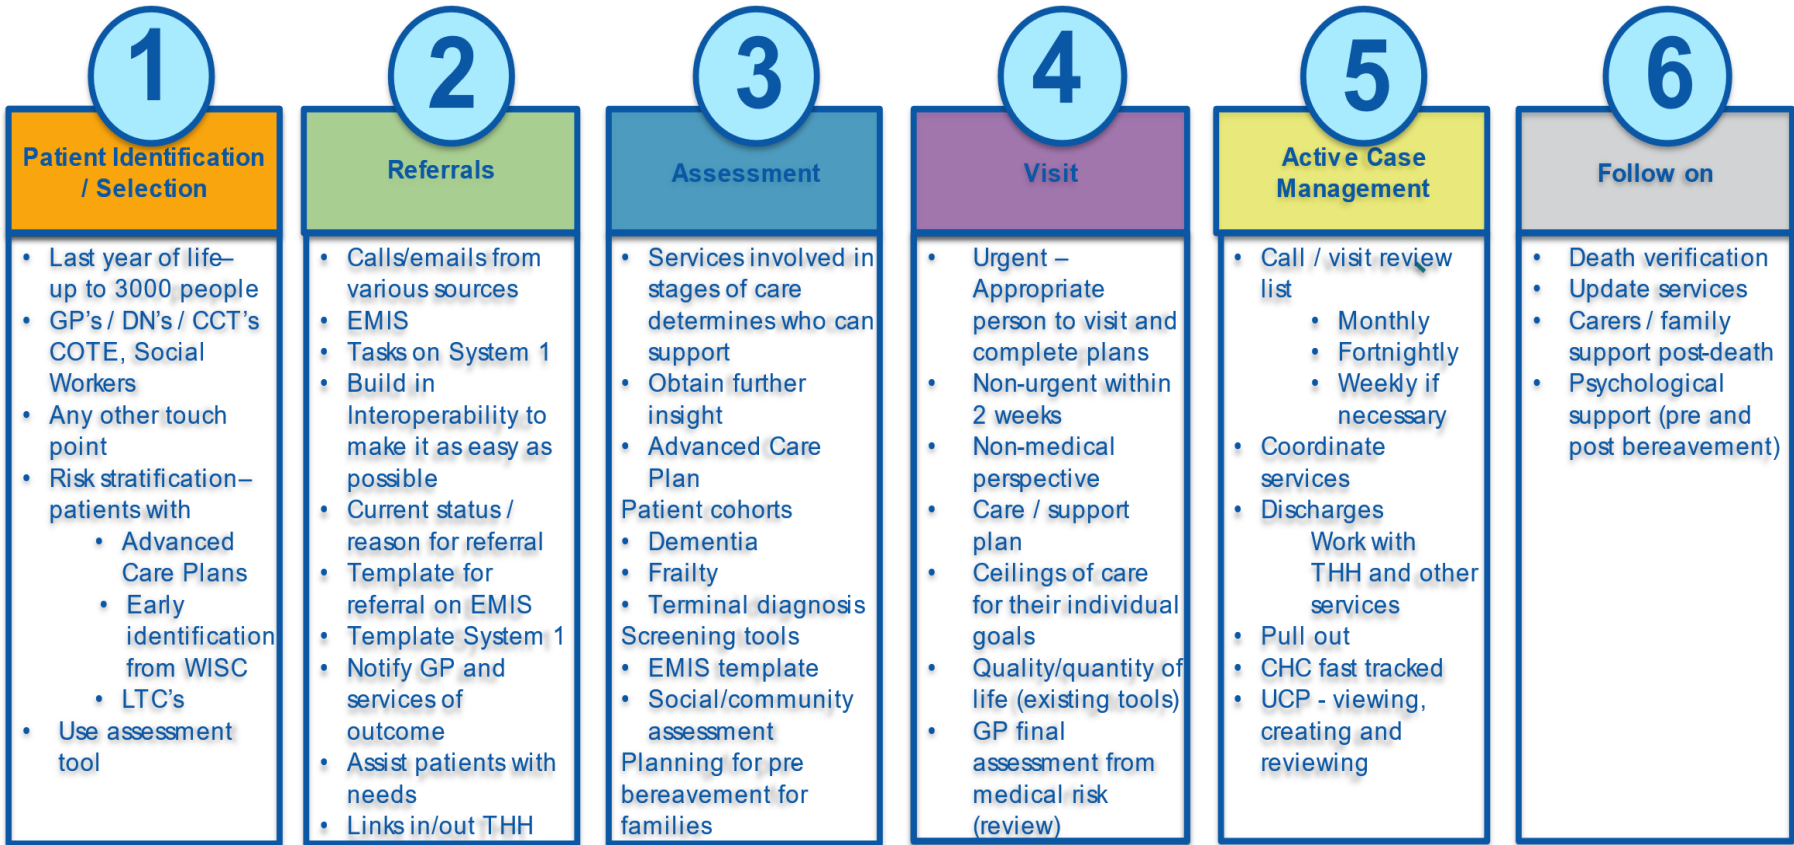 1
Patient Identification
/ Selection
• Last year of life–
up to 3000 people
• GP's / DN's / CCT's
COTE, Social
Workers
• Any other touch
point
• Risk stratification–
patients with
• Advanced
Care Plans
• Early
identification
from WISC
• LTC's
• Use assessment
tool
2
Referrals
• Calls/emails from
various sources
• EMIS
• Tasks on System 1
• Build in
Interoperability to
make it as easy as
possible
• Current status /
reason for referral
• Template for
referral on EMIS
• Template System 1
• Notify GP and
services of
outcome
• Assist patients with
needs
• Links in/out THH
3
Assessment
• Services involved in
stages of care
determines who can
support
• Obtain further
insight
• Advanced Care
Plan
Patient cohorts
• Dementia
• Frailty
• Terminal diagnosis
Screening tools
• EMIS template
• Social/community
assessment
Planning for pre
bereavement for
families
4
Visit
• Urgent –
Appropriate
person to visit and
complete plans
• Non-urgent within
2 weeks
• Non-medical
perspective
• Care / support
plan
• Ceilings of care
for their individual
goals
• Quality/quantity of
life (existing tools)
• GP final
assessment from
medical risk
(review)
5
Active Case
Management
• Call / visit review
list
• Monthly
• Fortnightly
• Weekly if
necessary
• Coordinate
services
• Discharges
Work with
THH and other
services
• Pull out
• CHC fast tracked
• UCP - viewing,
creating and
reviewing
6
Follow on
• Death verification
• Update services
• Carers / family
support post-death
• Psychological
support (pre and
post bereavement)